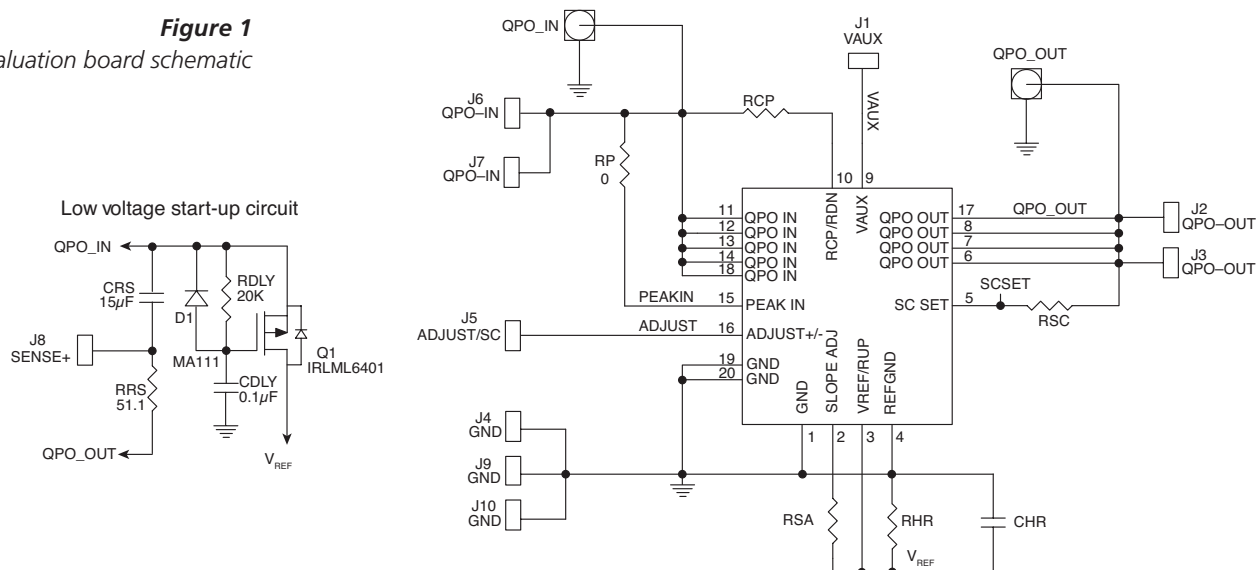 Figure 1
aluation board schematic
QPO_IN
J1
VAUX
QPO_OUT
J6
QPO–IN
RCP
VAUX
J7
QPO–IN
RP
0
10
9
Low voltage start-up circuit
11
QPO IN
12
QPO IN
13
QPO IN
14
QPO IN
18
QPO IN
RCP/RDN
VAUX
QPO OUT
17
QPO_OUT
QPO OUT
8
QPO OUT
7
QPO OUT
6
J2
QPO–OUT
J3
QPO–OUT
QPO_IN
CRS
15µF
D1
RDLY
20K
PEAKIN
15
PEAK IN
SC SET
5
SCSET
RSC
J8
SENSE+
MA111
Q1
IRLML6401
J5
ADJUST/SC
ADJUST
16
ADJUST+/-
19
GND
20
GND
RRS
51.1
CDLY
0.1µF
GND
SLOPE ADJ
VREF/RUP
REFGND
QPO_OUT
VREF
J4
GND
1
2
3
4
J9
GND
J10
GND
RSA
RHR
CHR
VREF